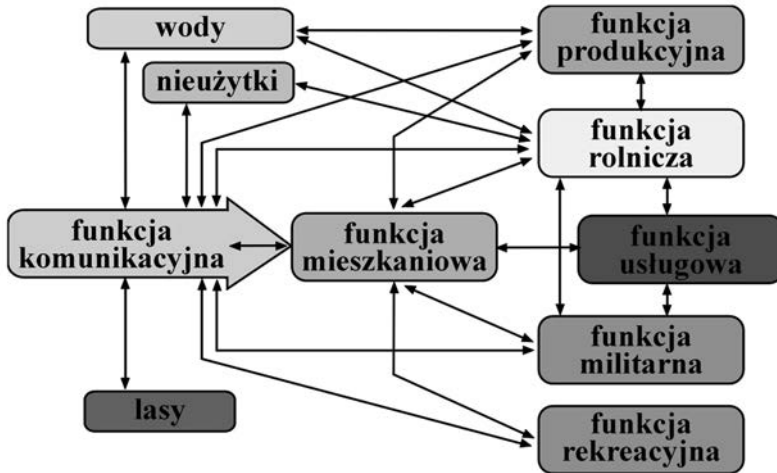 wody
nieużytki
funkcja
produkcyjna
funkcja
rolnicza
funkcja
komunikacyjna
funkcja
mieszkaniowa
funkcja
usługowa
funkcja
militarna
lasy
funkcja
rekreacyjna